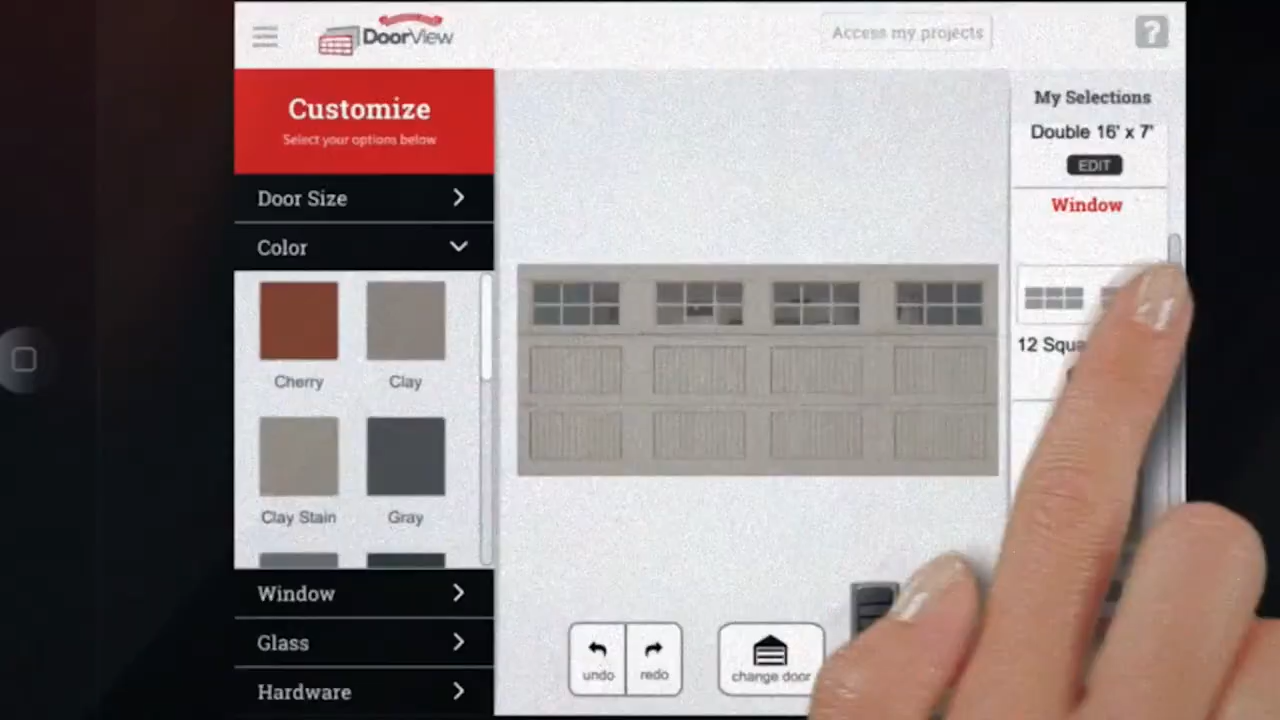 DoorView
Access my projects
?
Customize
Select your options below
Door Size
Color
Cherry
Clay
Clay Stain
Gray
Window
Glass
Hardware
undo
redo
change door
My Selections
Double 16' x 7'
EDIT
Window
12